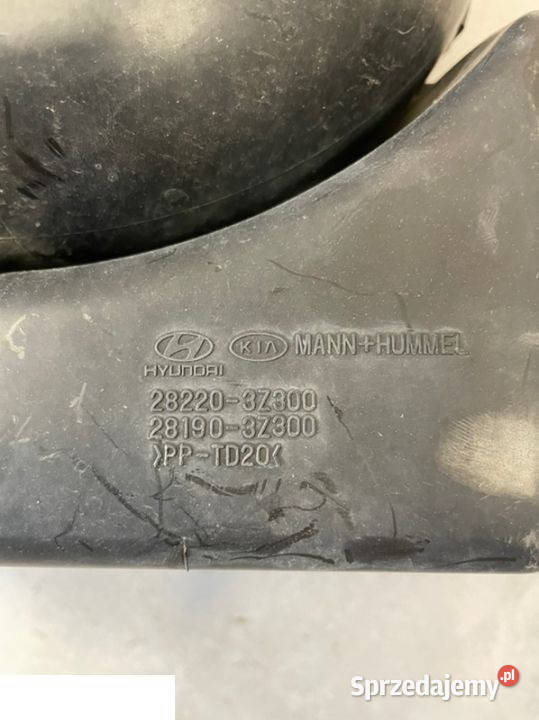 KIA MANN+HUMMEL
HYUNDAI
28220-3Z300
28190-3Z300
>PP-TD20<
Sprzedajemy.pl